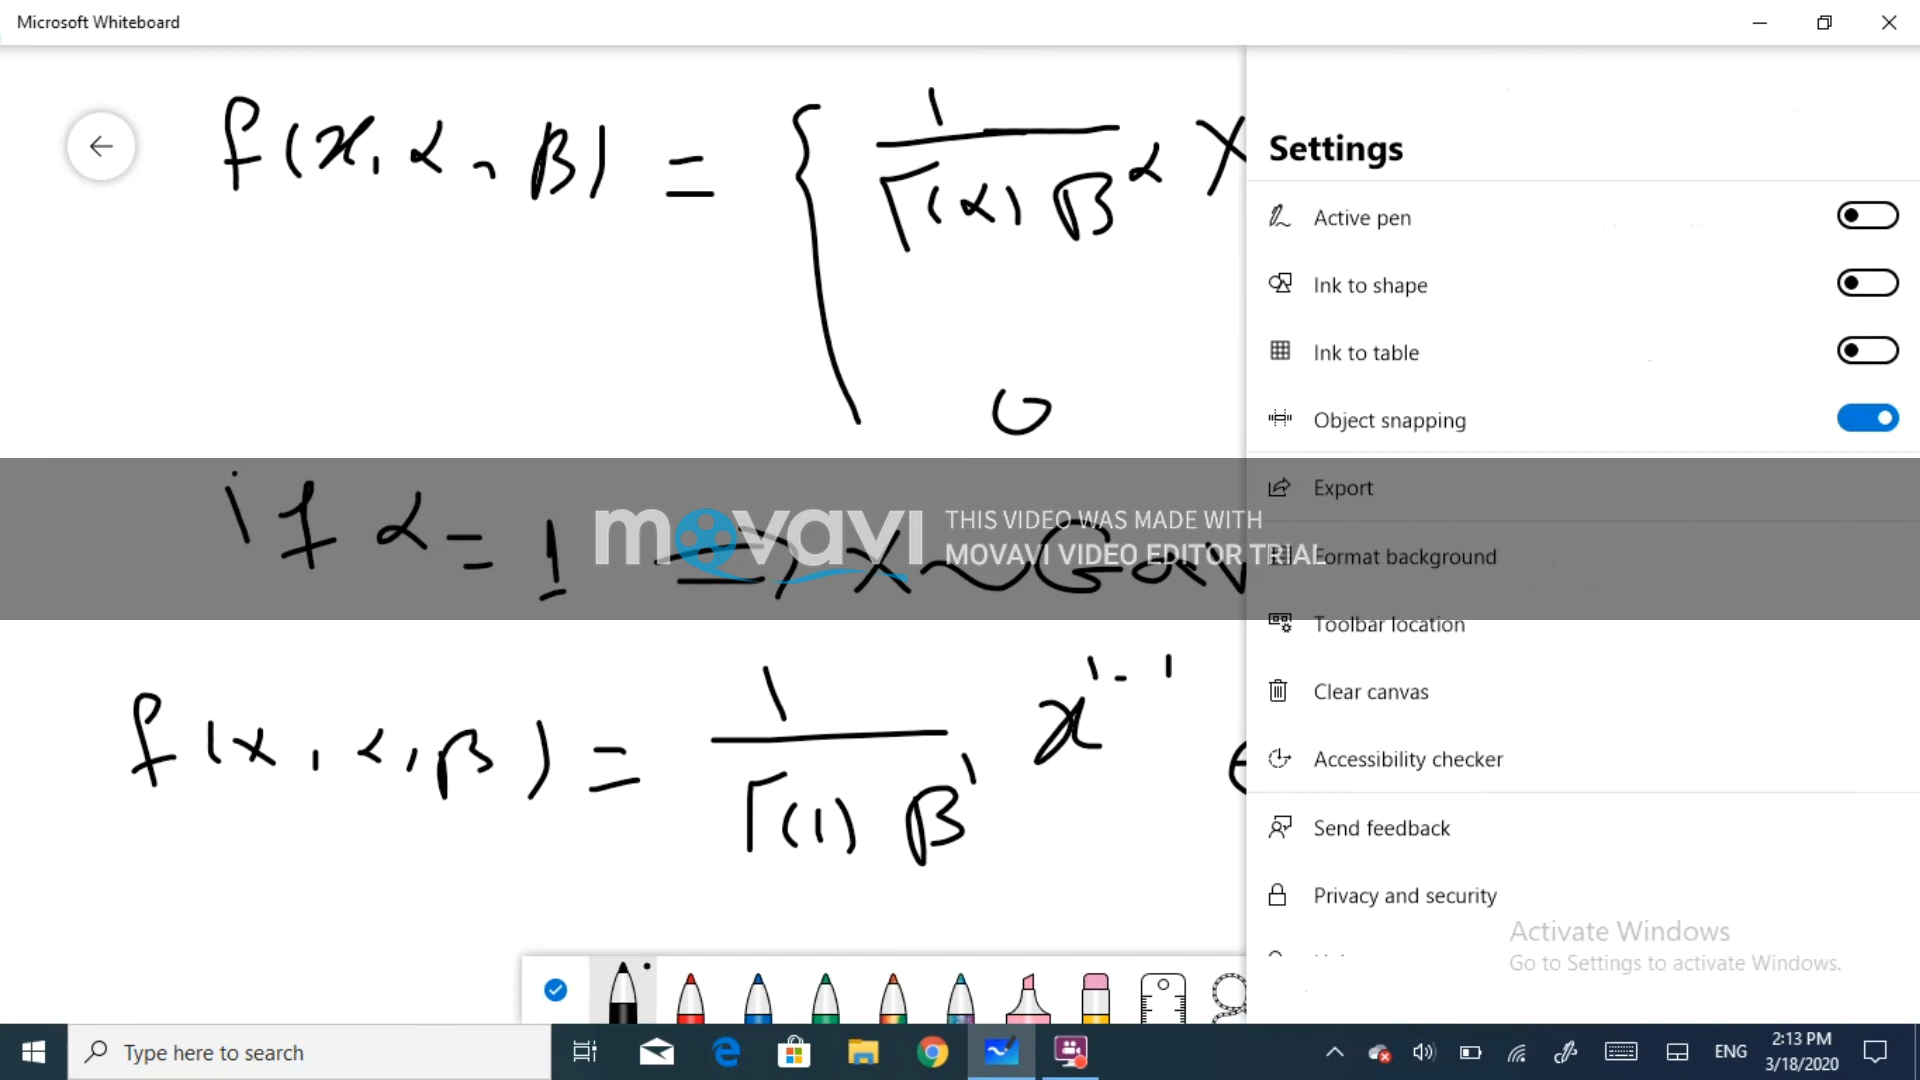 Microsoft Whiteboard
f(x, α, β) = { 1 / Γ(α) β^α X
0
if α = 1 => X ~ Ga
f(x, α, β) = 1 / Γ(1) β^1 x^1-1 e
movavi
THIS VIDEO WAS MADE WITH
MOVAVI VIDEO EDITOR TRIAL
Settings
Active pen
Ink to shape
Ink to table
Object snapping
Export
Format background
Toolbar location
Clear canvas
Accessibility checker
Send feedback
Privacy and security
Activate Windows
Go to Settings to activate Windows.
Type here to search
ENG
2:13 PM
3/18/2020